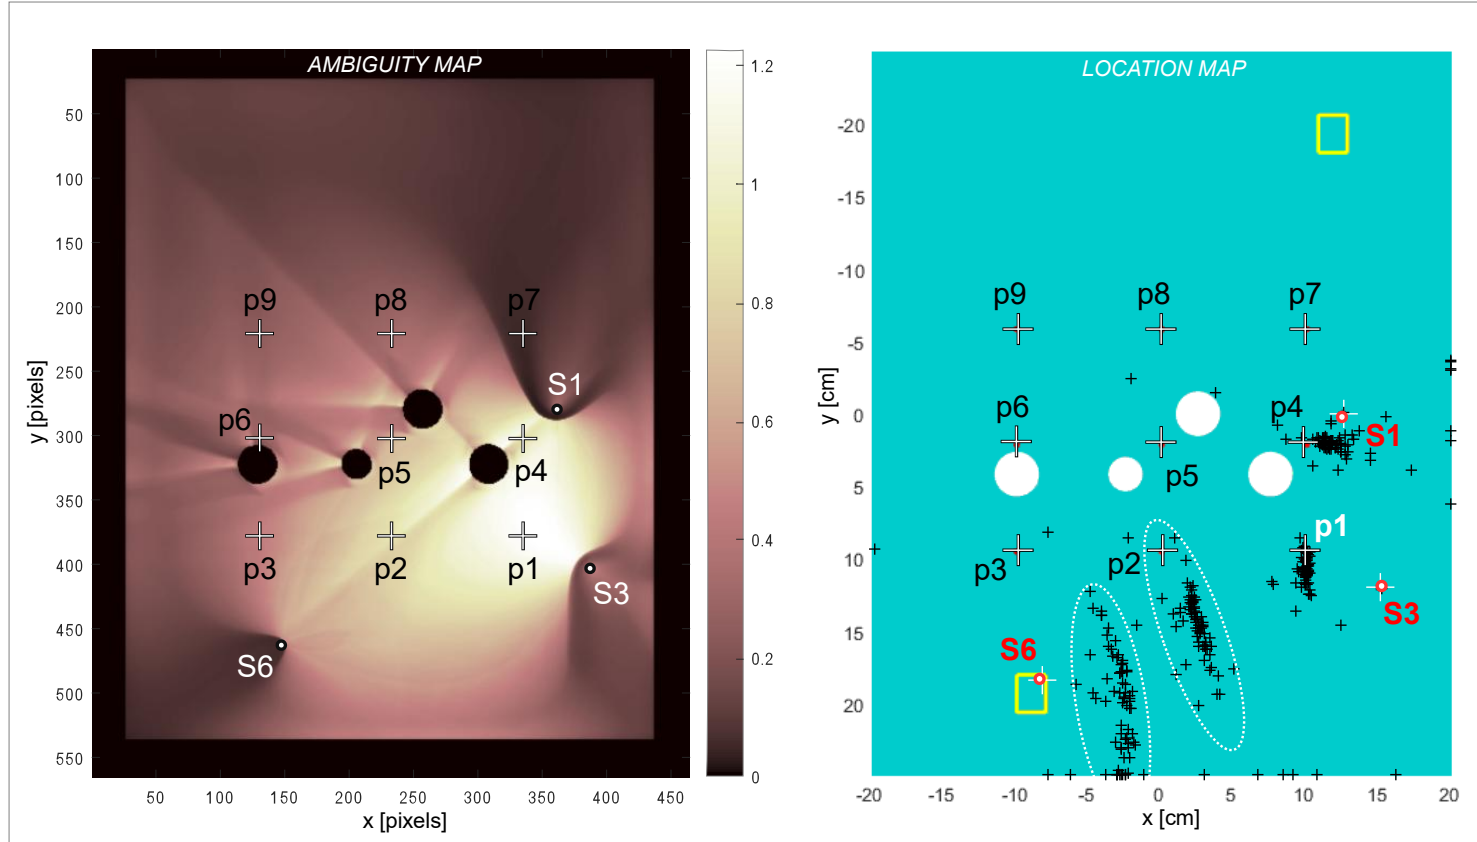 AMBIGUITY MAP
50
100
150
200
250
300
350
400
450
500
550
y [pixels]
p9
p8
p7
S1
p6
p5
p4
p3
p2
p1
S3
S6
50
100
150
200
250
300
350
400
450
x [pixels]
1.2
1
0.8
0.6
0.4
0.2
0
LOCATION MAP
-20
-15
-10
-5
0
5
10
15
20
y [cm]
p9
p8
p7
p6
p4
S1
p5
p1
p3
p2
S3
S6
-20
-15
-10
-5
0
5
10
15
20
x [cm]